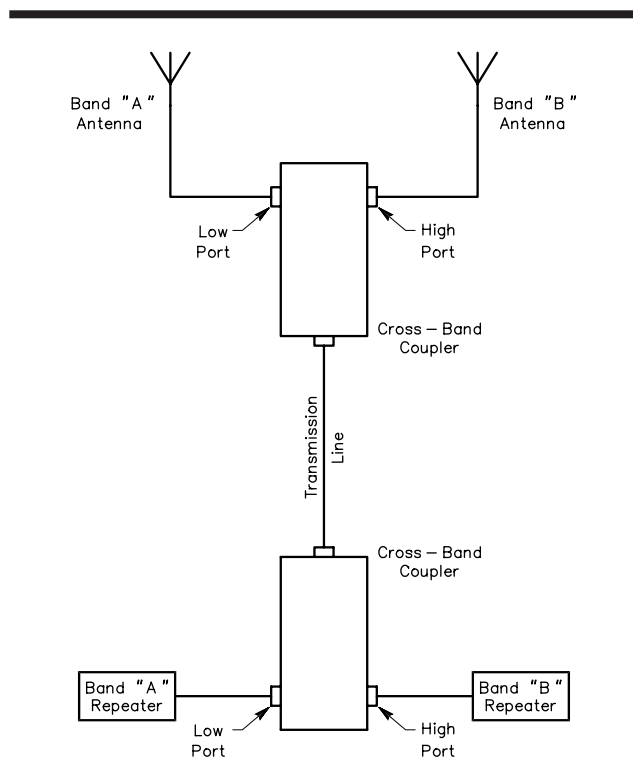 Band "A"
Antenna
Band "B"
Antenna
Low
Port
High
Port
Cross – Band
Coupler
Transmission
Line
Cross – Band
Coupler
Band "A"
Repeater
Band "B"
Repeater
Low
Port
High
Port